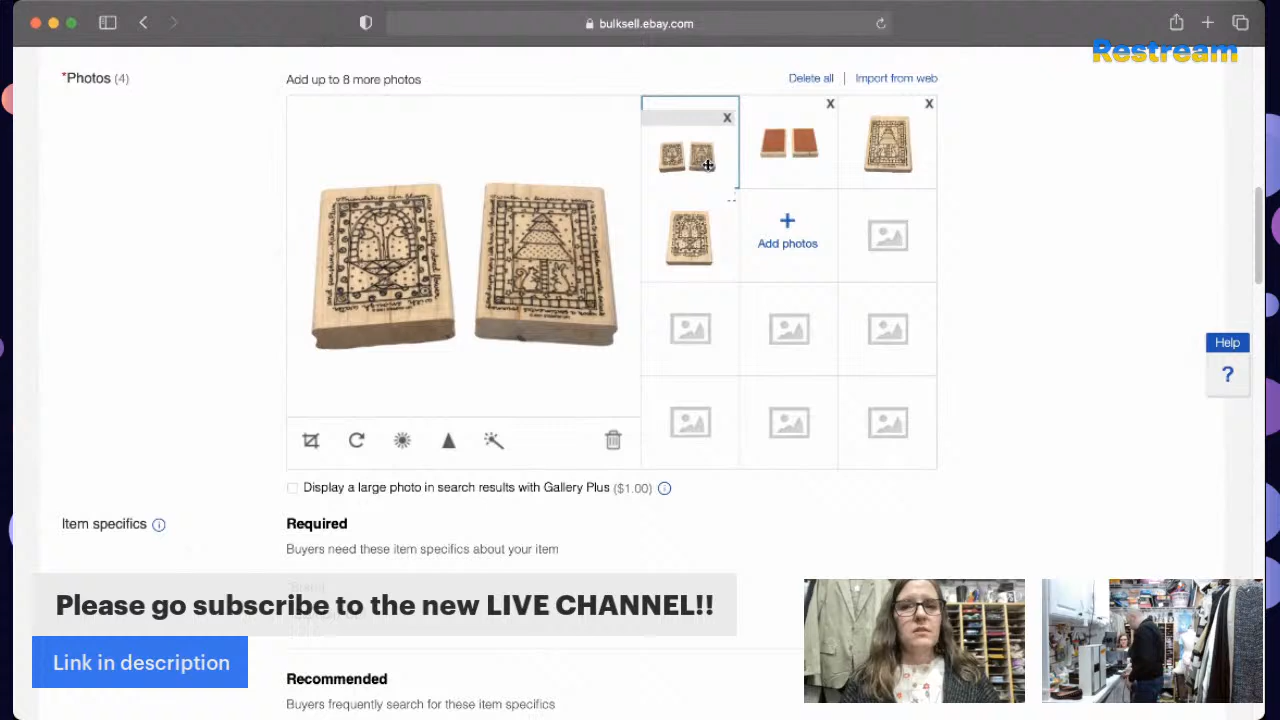 bulksell.ebay.com
Restream
*Photos (4)
Add up to 8 more photos
Delete all
Import from web
X
X
X
Add photos
Help
?
Display a large photo in search results with Gallery Plus ($1.00)
Item specifics
Required
Buyers need these item specifics about your item
Please go subscribe to the new LIVE CHANNEL!!
Link in description
Recommended
Buyers frequently search for these item specifics